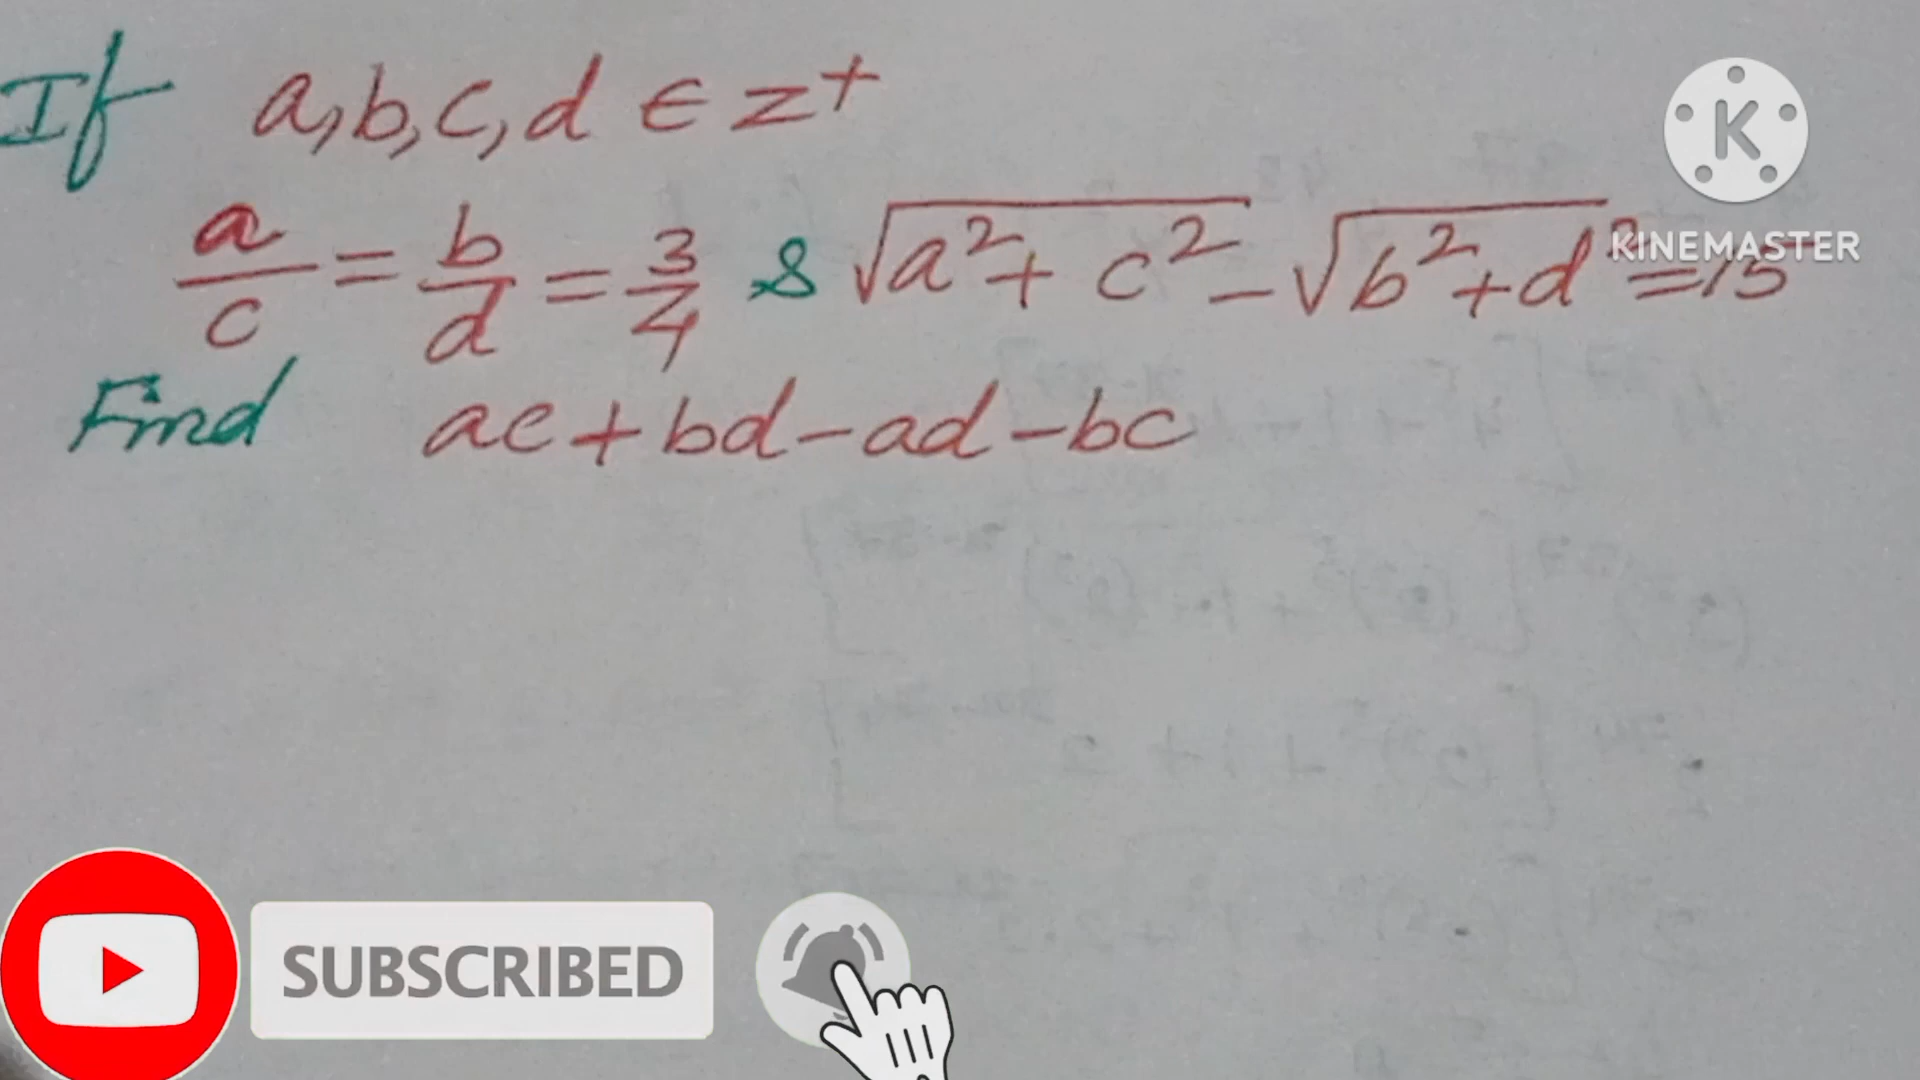 If a, b, c, d ∈ z⁺
a/c = b/d = 3/4 & √(a² + c²) - √(b² + d²) = 15
Find ac + bd - ad - bc
K
KINEMASTER
SUBSCRIBED